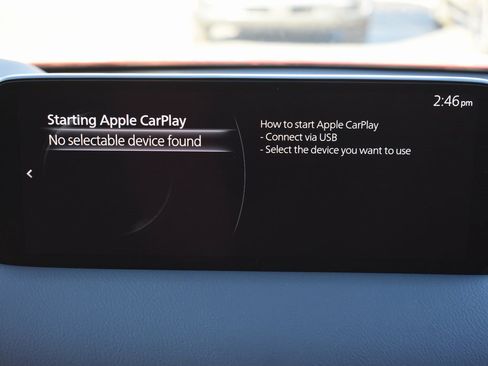 2:46pm
Starting Apple CarPlay
No selectable device found
How to start Apple CarPlay
- Connect via USB
- Select the device you want to use